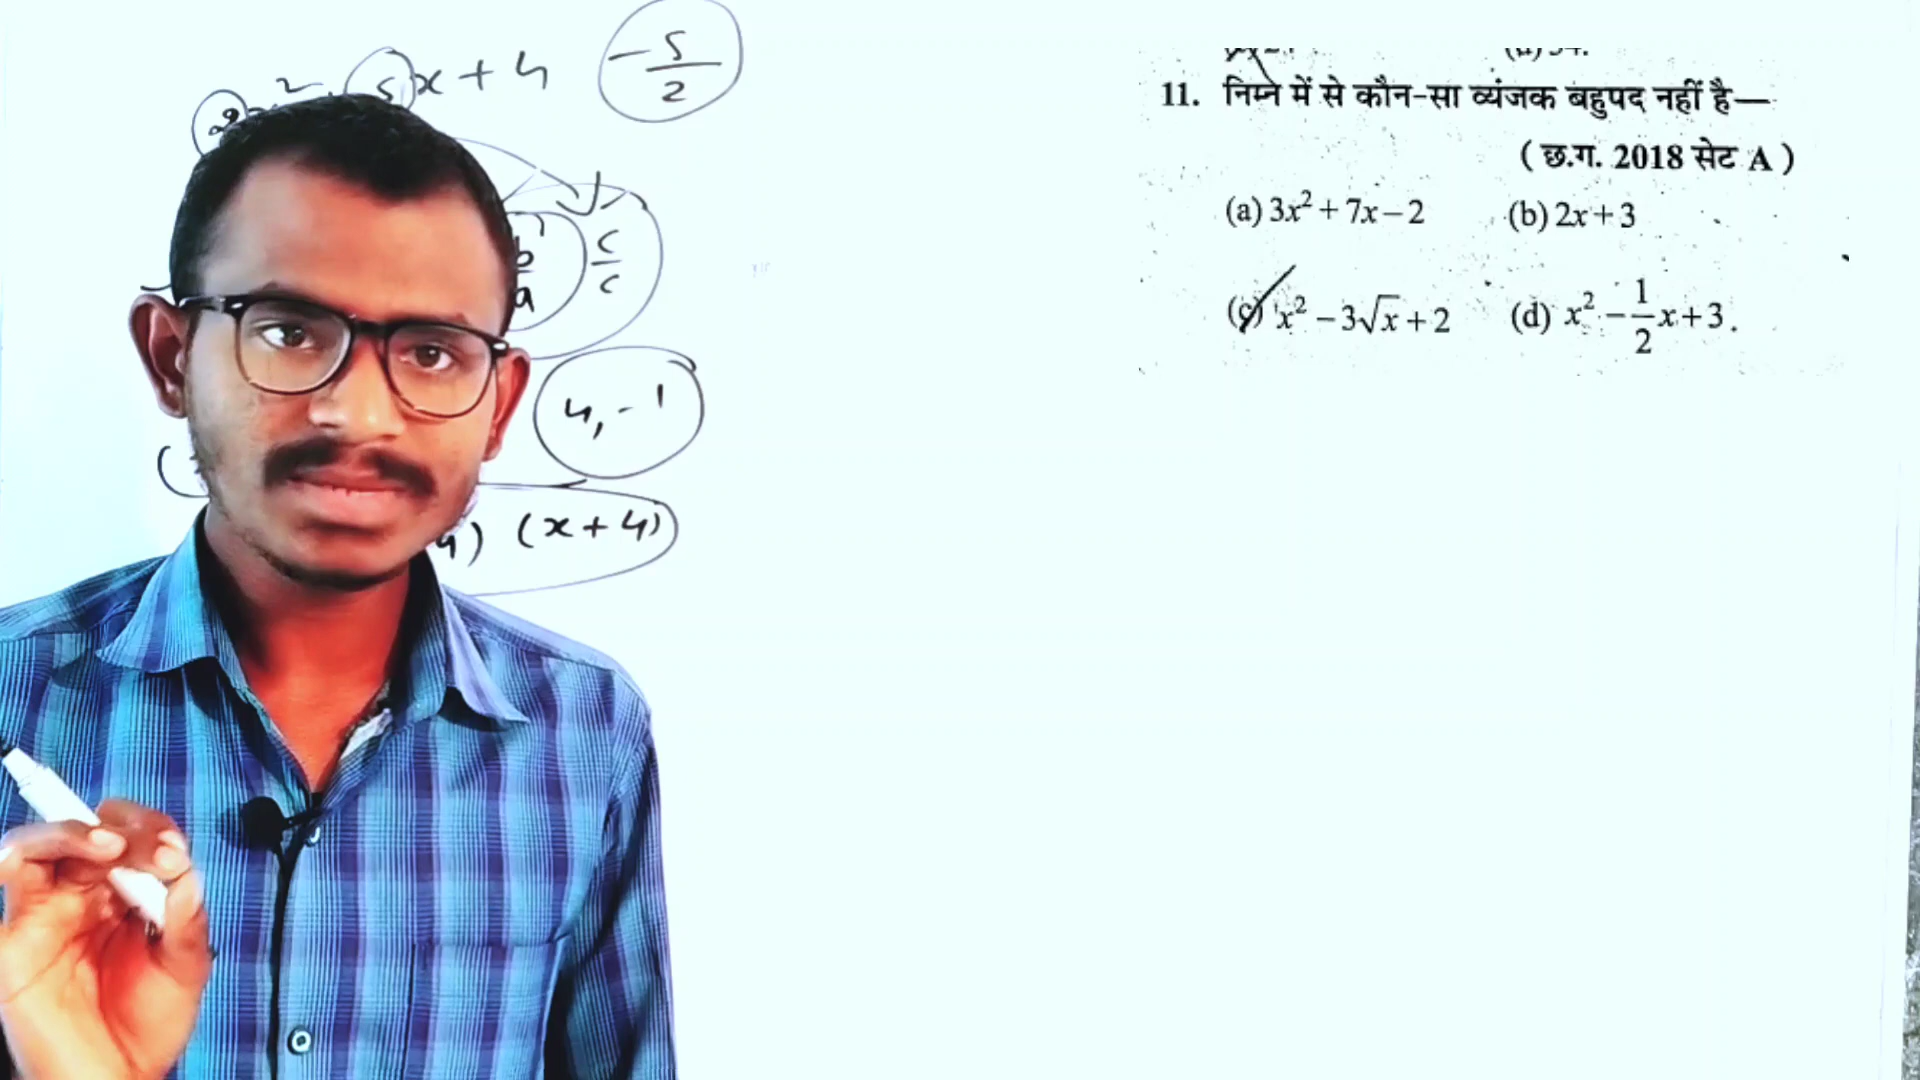 x + 4
- 5/2
c/c
4, - 1
(x + 4)
11. निम्न में से कौन-सा व्यंजक बहुपद नहीं है—
( छ.ग. 2018 सेट A )
(a) 3x² + 7x – 2 (b) 2x + 3
(c) x² – 3√x + 2 (d) x² – 1/2 x + 3.